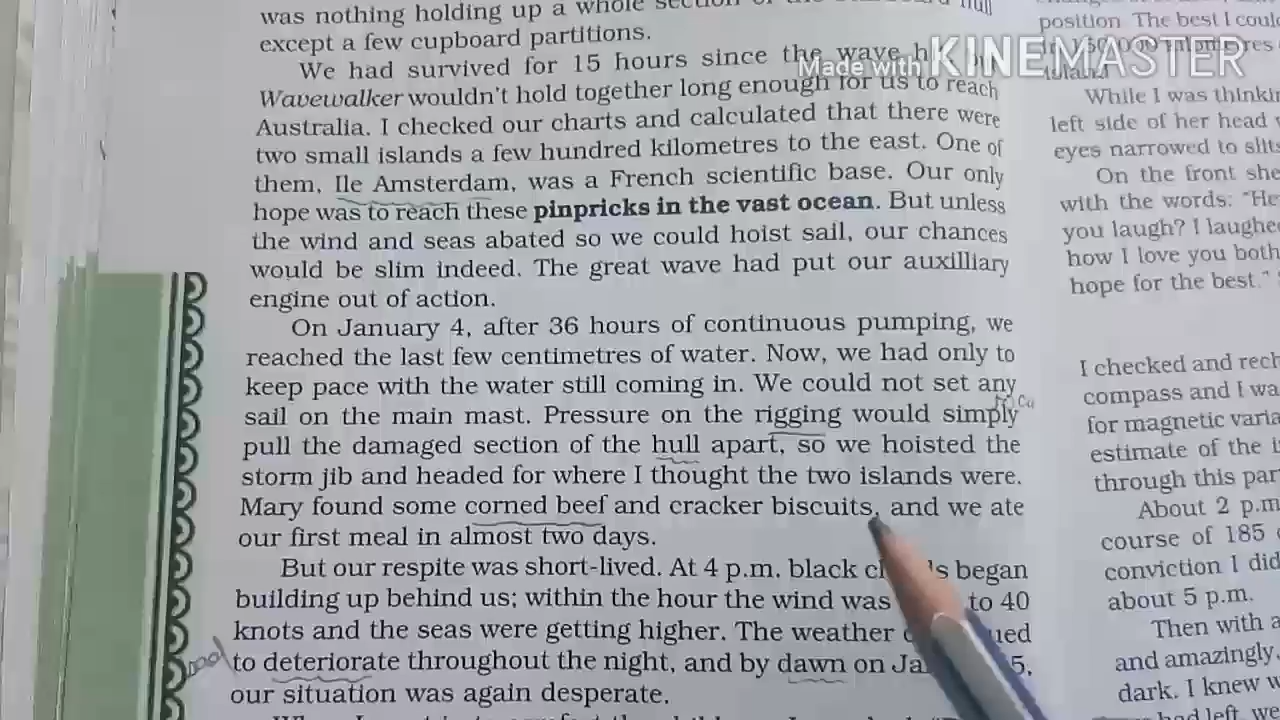 was nothing holding up a whole section of the hull
except a few cupboard partitions.
We had survived for 15 hours since the wave
Wavewalker wouldn't hold together long enough for us to reach
Australia. I checked our charts and calculated that there were
two small islands a few hundred kilometres to the east. One of
them, Ile Amsterdam, was a French scientific base. Our only
hope was to reach these pinpricks in the vast ocean. But unless
the wind and seas abated so we could hoist sail, our chances
would be slim indeed. The great wave had put our auxilliary
engine out of action.
On January 4, after 36 hours of continuous pumping, we
reached the last few centimetres of water. Now, we had only to
keep pace with the water still coming in. We could not set any
sail on the main mast. Pressure on the rigging would simply
pull the damaged section of the hull apart, so we hoisted the
storm jib and headed for where I thought the two islands were.
Mary found some corned beef and cracker biscuits, and we ate
our first meal in almost two days.
But our respite was short-lived. At 4 p.m. black began
building up behind us; within the hour the wind was to 40
knots and the seas were getting higher. The weather
to deteriorate throughout the night, and by dawn on 5,
our situation was again desperate.
position. The best I
island
While I was
left side of her head
eyes narrowed to slits
On the front she
with the words: "He
you laugh? I
how I love you both
hope for the best."
I checked and
compass and I
for magnetic
estimate of the
through this
About 2 p.m
course of 185
conviction I did
about 5 p.m.
Then with a
and amazingly,
dark. I knew
had left, we
Made with KINEMASTER